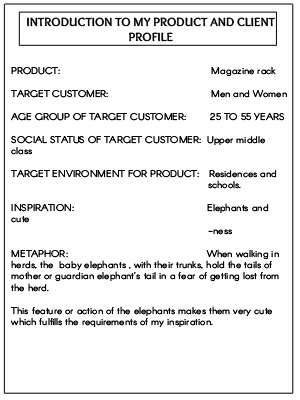 INTRODUCTION TO MY PRODUCT AND CLIENT
PROFILE
PRODUCT: Magazine rack
TARGET CUSTOMER: Men and Women
AGE GROUP OF TARGET CUSTOMER: 25 TO 55 YEARS
SOCIAL STATUS OF TARGET CUSTOMER: Upper middle
class
TARGET ENVIRONMENT FOR PRODUCT: Residences and
schools.
INSPIRATION: Elephants and
cute
-ness
METAPHOR: When walking in
herds, the baby elephants , with their trunks, hold the tails of
mother or guardian elephant's tail in a fear of getting lost from
the herd.
This feature or action of the elephants makes them very cute
which fulfills the requirements of my inspiration.